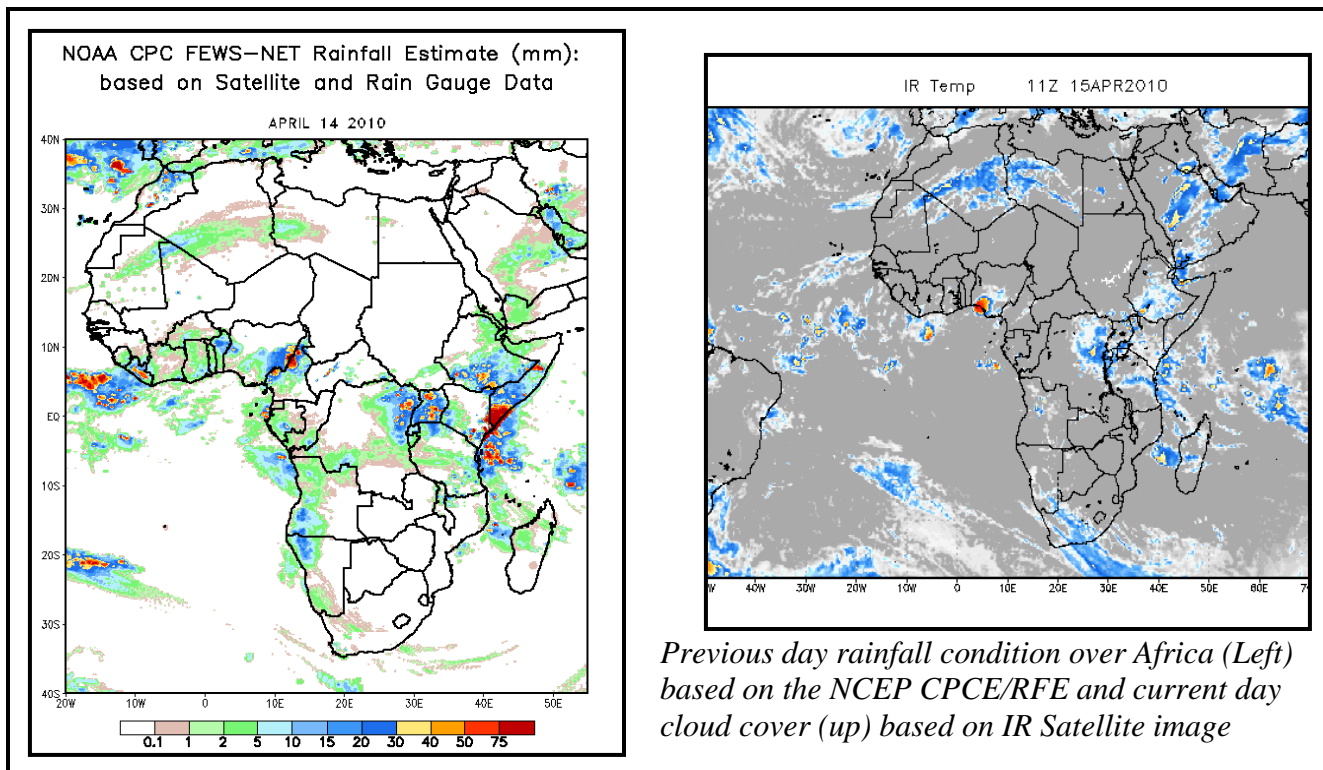 NOAA CPC FEWS-NET Rainfall Estimate (mm):
based on Satellite and Rain Gauge Data
APRIL 14 2010
40N
30N
20N
10N
EQ
10S
20S
30S
40S
20W 10W 0 10E 20E 30E 40E 50E
0.1 1 2 5 10 15 20 30 40 50 75
IR Temp 11Z 15APR2010
W 40W 30W 20W 10W 0 10E 20E 30E 40E 50E 60E 7
Previous day rainfall condition over Africa (Left)
based on the NCEP CPCE/RFE and current day
cloud cover (up) based on IR Satellite image